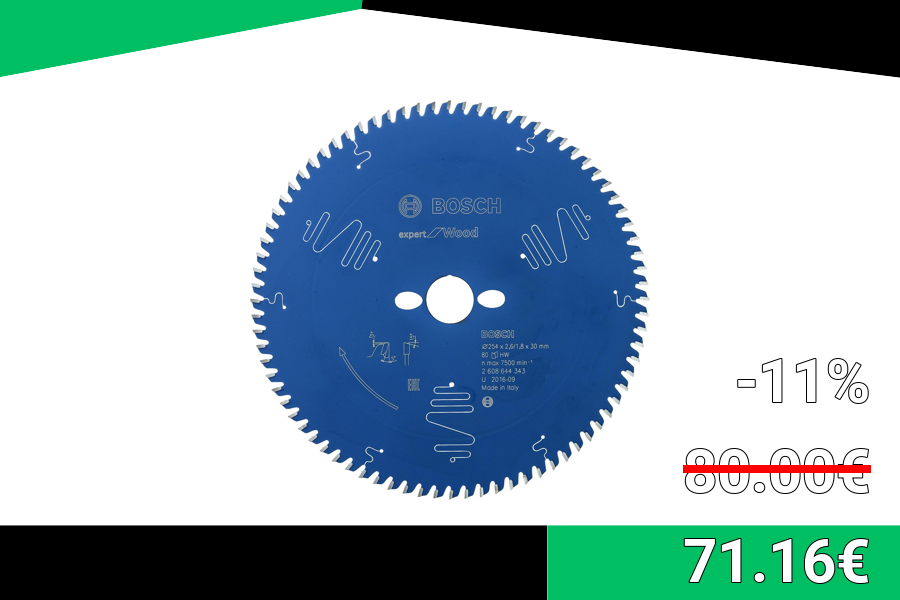 BOSCH
expert Wood
BOSCH
Ø254 x 2,6/1,8 x 30 mm
80 HW
n max 7500 min⁻¹
2 608 644 343
U 2016-09
Made in Italy
-11%
80.00€
71.16€